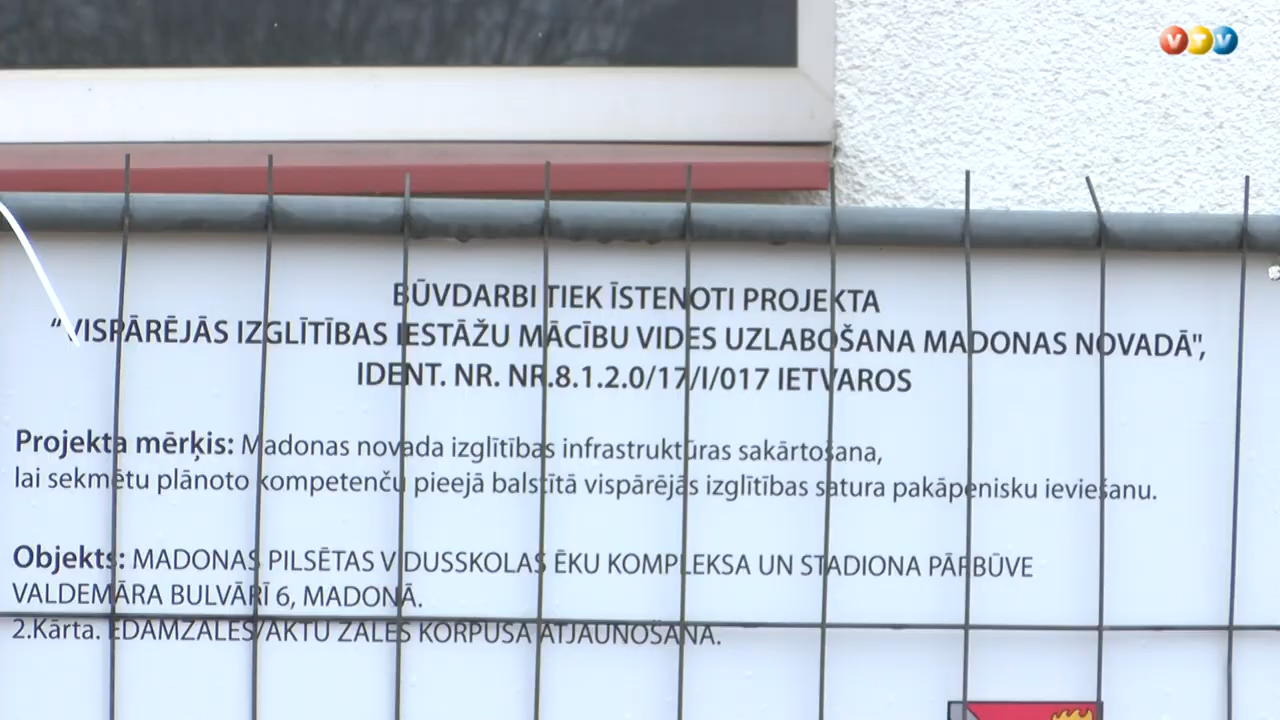 VTV
BŪVDARBI TIEK ĪSTENOTI PROJEKTA
“VISPĀRĒJĀS IZGLĪTĪBAS IESTĀŽU MĀCĪBU VIDES UZLABOŠANA MADONAS NOVADĀ",
IDENT. NR. NR.8.1.2.0/17/I/017 IETVAROS
Projekta mērķis: Madonas novada izglītības infrastruktūras sakārtošana,
lai sekmētu plānoto kompetenču pieejā balstītā vispārējās izglītības satura pakāpenisku ieviešanu.
Objekts: MADONAS PILSĒTAS VIDUSSKOLAS ĒKU KOMPLEKSA UN STADIONA PĀRBŪVE
VALDEMĀRA BULVĀRĪ 6, MADONĀ.
2.Kārta. ĒDAMZĀLES/AKTU ZĀLES KORPUSA ATJAUNOŠANA.